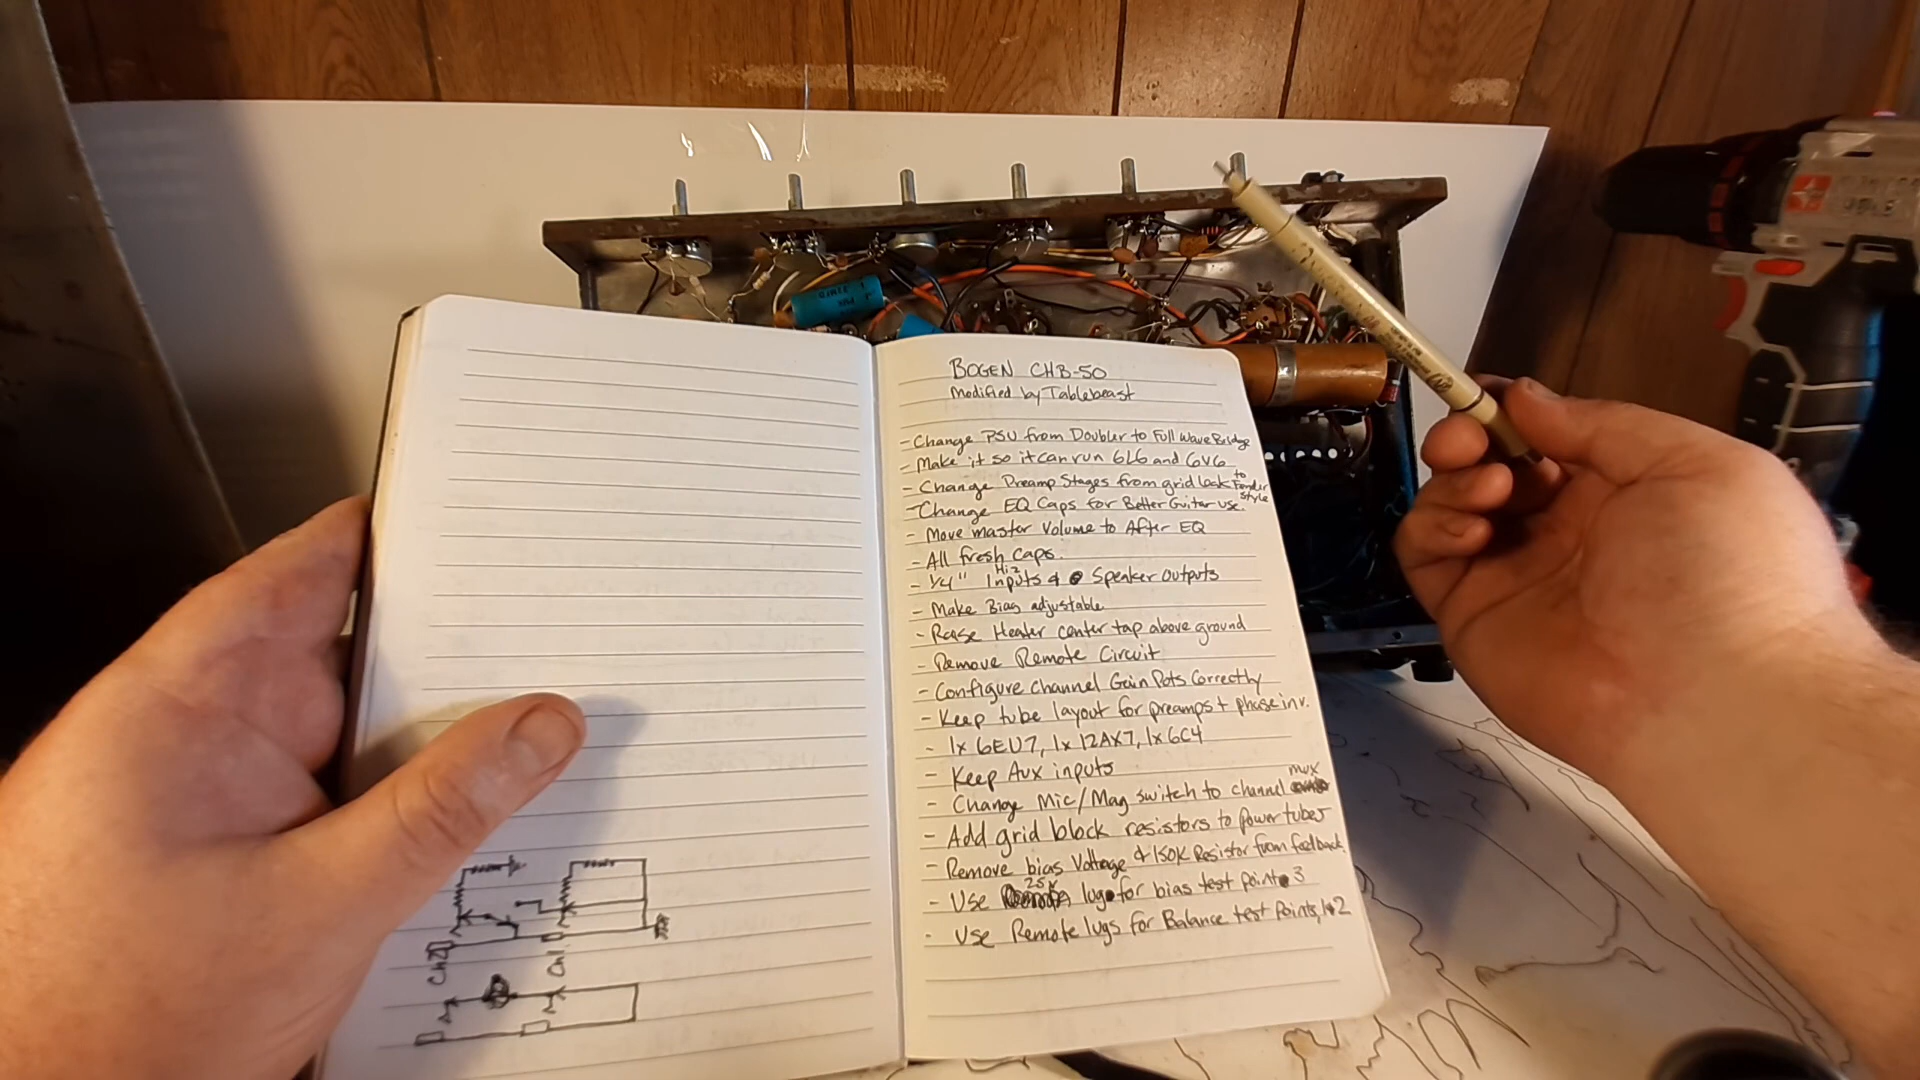 BOGEN CHB-50
Modified by Tablebeast
- Change PSU from Doubler to Full Wave Bridge
- Make it so it can run 6L6 and 6V6
- Change Preamp Stages from grid leak to Fender Style
- Change EQ Caps for Better Guitar use.
- Move master Volume to After EQ
- All fresh caps.
- 1/4" Hi Z Inputs & Speaker outputs
- Make Bias adjustable
- Raise Heater center tap above ground
- Remove Remote Circuit
- Configure channel Gain Pots Correctly
- Keep tube layout for preamps + phase inv.
- 1x 6EU7, 1x 12AX7, 1x 6C4
- Keep Aux inputs
- Change Mic/Mag switch to channel mux
- Add grid block resistors to power tubes
- Remove bias Voltage & 150K Resistor from feedback.
- Use 25V lug for bias test point 3
- Use Remote lugs for Balance test points, 1&2
Ch2
Ch1